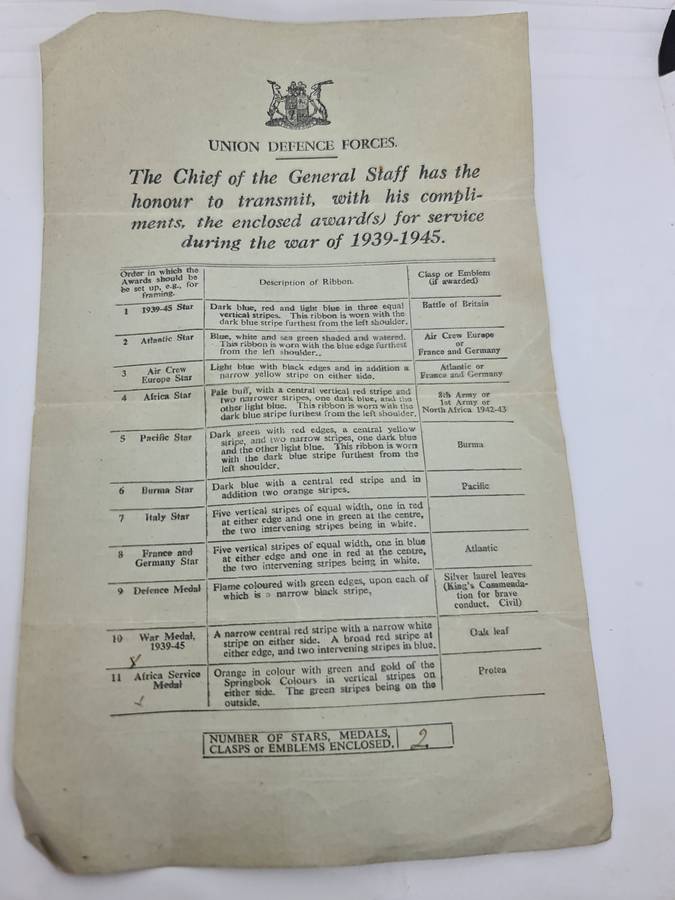 UNION DEFENCE FORCES.
The Chief of the General Staff has the
honour to transmit, with his compli-
ments, the enclosed award(s) for service
during the war of 1939-1945.
Order in which the
Awards should be
be set up, e.g., for
framing.
Description of Ribbon.
Clasp or Emblem
(if awarded)
1 1939-45 Star
Dark blue, red and light blue in three equal
vertical stripes. This ribbon is worn with the
dark blue stripe furthest from the left shoulder.
Battle of Britain
2 Atlantic Star
Blue, white and sea green shaded and watered.
This ribbon is worn with the blue edge furthest
from the left shoulder..
Air Crew Europe
or
France and Germany
3 Air Crew
Europe Star
Light blue with black edges and in addition a
narrow yellow stripe on either side.
Atlantic or
France and Germany
4 Africa Star
Pale buff, with a central vertical red stripe and
two narrower stripes, one dark blue, and the
other light blue. This ribbon is worn with the
dark blue stripe furthest from the left shoulder.
8th Army or
1st Army or
North Africa 1942-43
5 Pacific Star
Dark green with red edges, a central yellow
stripe, and two narrow stripes, one dark blue
and the other light blue. This ribbon is worn
with the dark blue stripe furthest from the
left shoulder.
Burma
6 Burma Star
Dark blue with a central red stripe and in
addition two orange stripes.
Pacific
7 Italy Star
Five vertical stripes of equal width, one in red
at either edge and one in green at the centre,
the two intervening stripes being in white.
8 France and
Germany Star
Five vertical stripes of equal width, one in blue
at either edge and one in red at the centre,
the two intervening stripes being in white.
Atlantic
9 Defence Medal
Flame coloured with green edges, upon each of
which is a narrow black stripe.
Silver laurel leaves
(King's Commenda-
tion for brave
conduct. Civil)
10 War Medal,
1939-45
A narrow central red stripe with a narrow white
stripe on either side. A broad red stripe at
either edge, and two intervening stripes in blue.
Oak leaf
11 Africa Service
Medal
Orange in colour with green and gold of the
Springbok Colours in vertical stripes on
either side. The green stripes being on the
outside.
Protea
NUMBER OF STARS, MEDALS,
CLASPS or EMBLEMS ENCLOSED.
2